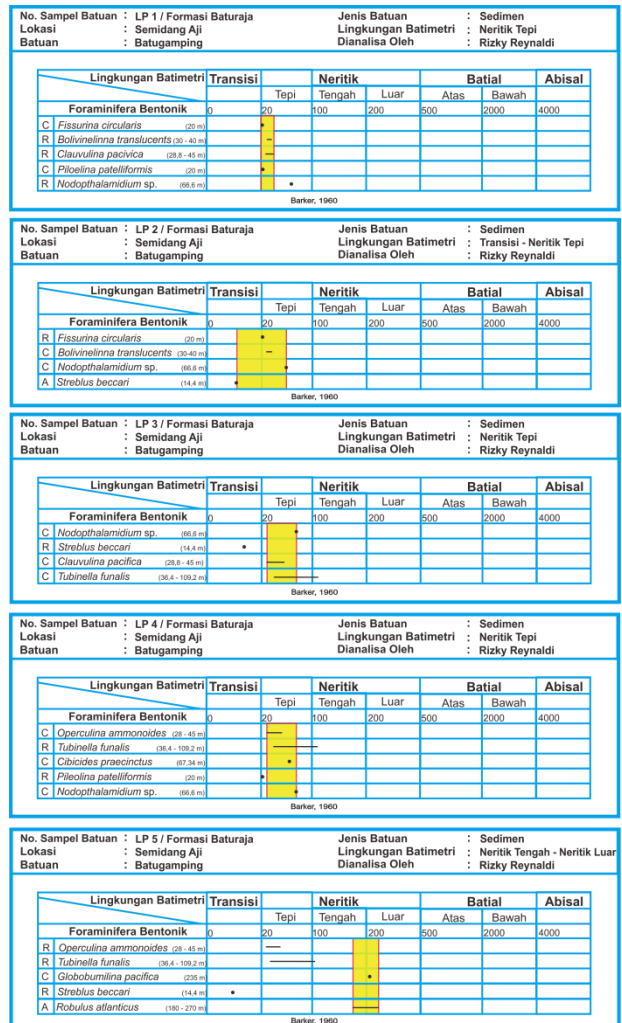 No. Sampel Batuan : LP 1 / Formasi Baturaja Jenis Batuan : Sedimen
Lokasi : Semidang Aji Lingkungan Batimetri : Neritik Tepi
Batuan : Batugamping Dianalisa Oleh : Rizky Reynaldi
Lingkungan Batimetri Transisi Neritik Batial Abisal
Tepi Tengah Luar Atas Bawah
Foraminifera Bentonik 0 20 100 200 500 2000 4000
C Fissurina circularis (20 m)
R Bolivinelinna translucents (30 - 40 m)
R Clauvulina pacivica (28,8 - 45 m)
C Piloelina patelliformis (20 m)
R Nodopthalamidium sp. (66,6 m)
Barker, 1960
No. Sampel Batuan : LP 2 / Formasi Baturaja Jenis Batuan : Sedimen
Lokasi : Semidang Aji Lingkungan Batimetri : Transisi - Neritik Tepi
Batuan : Batugamping Dianalisa Oleh : Rizky Reynaldi
Lingkungan Batimetri Transisi Neritik Batial Abisal
Tepi Tengah Luar Atas Bawah
Foraminifera Bentonik 0 20 100 200 500 2000 4000
R Fissurina circularis (20 m)
C Bolivinelinna translucents (30-40 m)
C Nodopthalamidium sp. (66,6 m)
A Streblus beccari (14,4 m)
Barker, 1960
No. Sampel Batuan : LP 3 / Formasi Baturaja Jenis Batuan : Sedimen
Lokasi : Semidang Aji Lingkungan Batimetri : Neritik Tepi
Batuan : Batugamping Dianalisa Oleh : Rizky Reynaldi
Lingkungan Batimetri Transisi Neritik Batial Abisal
Tepi Tengah Luar Atas Bawah
Foraminifera Bentonik 0 20 100 200 500 2000 4000
C Nodopthalamidium sp. (66,6 m)
R Streblus beccari (14,4 m)
C Clauvulina pacifica (28,8 - 45 m)
C Tubinella funalis (36,4 - 109,2 m)
Barker, 1960
No. Sampel Batuan : LP 4 / Formasi Baturaja Jenis Batuan : Sedimen
Lokasi : Semidang Aji Lingkungan Batimetri : Neritik Tepi
Batuan : Batugamping Dianalisa Oleh : Rizky Reynaldi
Lingkungan Batimetri Transisi Neritik Batial Abisal
Tepi Tengah Luar Atas Bawah
Foraminifera Bentonik 0 20 100 200 500 2000 4000
C Operculina ammonoides (28 - 45 m)
R Tubinella funalis (36,4 - 109,2 m)
C Cibicides praecinctus (67,34 m)
R Pileolina patelliformis (20 m)
C Nodopthalamidium sp. (66,6 m)
Barker, 1960
No. Sampel Batuan : LP 5 / Formasi Baturaja Jenis Batuan : Sedimen
Lokasi : Semidang Aji Lingkungan Batimetri : Neritik Tengah - Neritik Luar
Batuan : Batugamping Dianalisa Oleh : Rizky Reynaldi
Lingkungan Batimetri Transisi Neritik Batial Abisal
Tepi Tengah Luar Atas Bawah
Foraminifera Bentonik 0 20 100 200 500 2000 4000
R Operculina ammonoides (28 - 45 m)
R Tubinella funalis (36,4 - 109,2 m)
C Globobumilina pacifica (235 m)
R Streblus beccari (14,4 m)
A Robulus atlanticus (180 - 270 m)
Barker, 1960